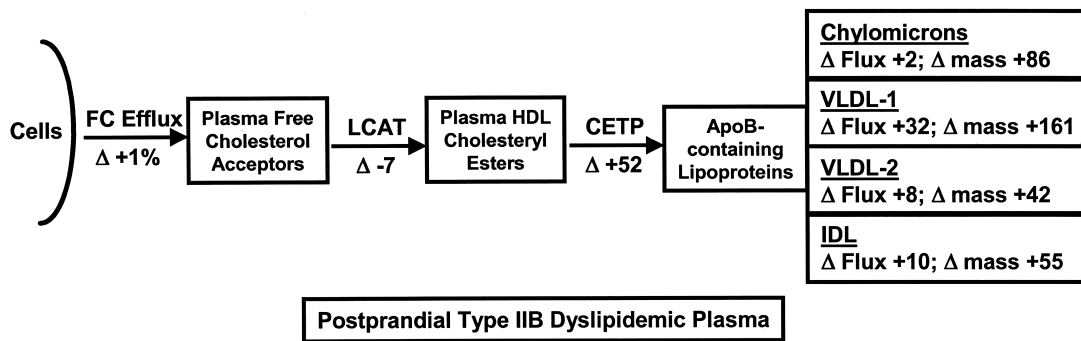 Cells
FC Efflux
Δ +1%
Plasma Free
Cholesterol
Acceptors
LCAT
Δ -7
Plasma HDL
Cholesteryl
Esters
CETP
Δ +52
ApoB-
containing
Lipoproteins
Chylomicrons
Δ Flux +2; Δ mass +86
VLDL-1
Δ Flux +32; Δ mass +161
VLDL-2
Δ Flux +8; Δ mass +42
IDL
Δ Flux +10; Δ mass +55
Postprandial Type IIB Dyslipidemic Plasma